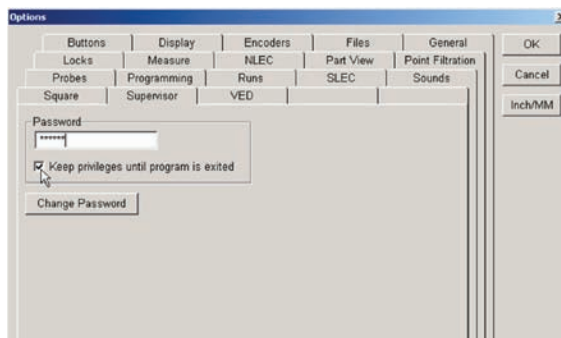 Options
Buttons Display Encoders Files General
Locks Measure NLEC Part View Point Filtration
Probes Programming Runs SLEC Sounds
Square Supervisor VED
Password
******
Keep privileges until program is exited
Change Password
OK
Cancel
Inch/MM